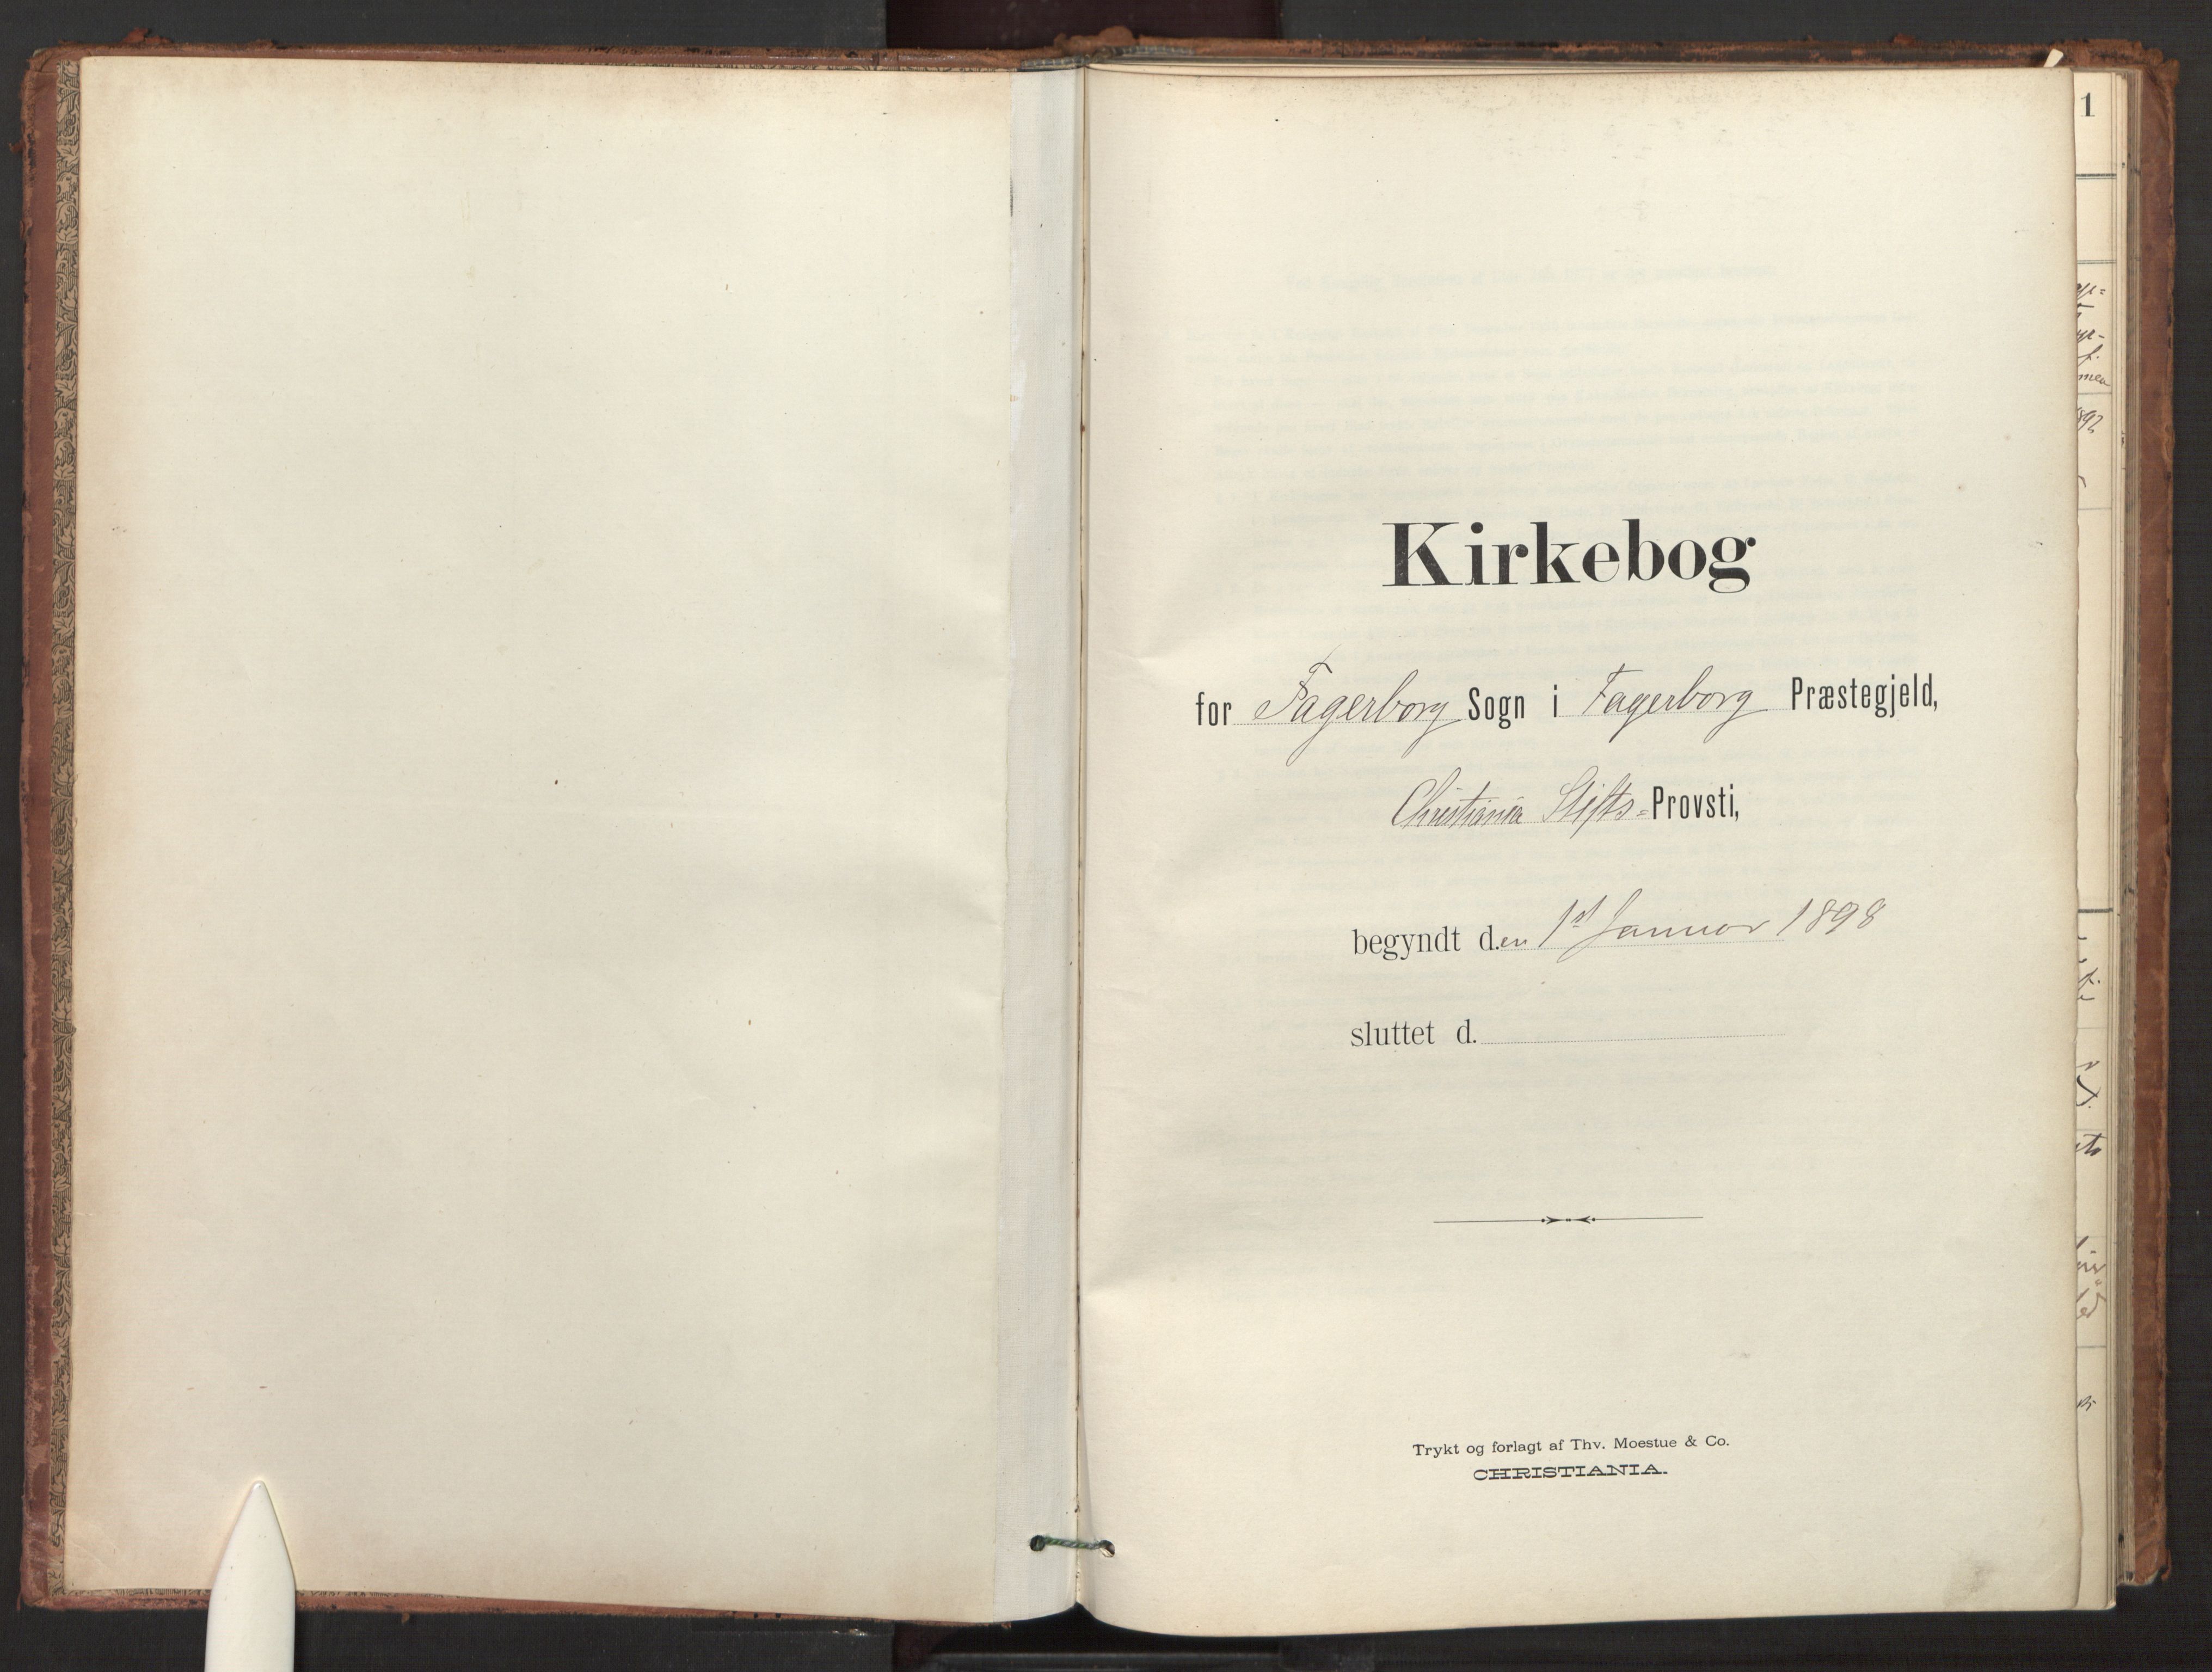 1
Kirkebog
for Fagerborg Sogn i Fagerborg Præstegjeld,
Christiania Stifts-Provsti,
begyndt den 1st Januar 1898
sluttet d.
Trykt og forlagt af Thv. Moestue & Co.
CHRISTIANIA.